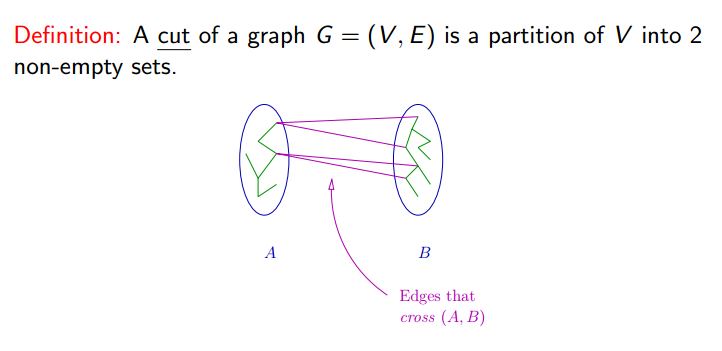 Definition: A cut of a graph G = (V, E) is a partition of V into 2
non-empty sets.
A
B
Edges that
cross (A, B)